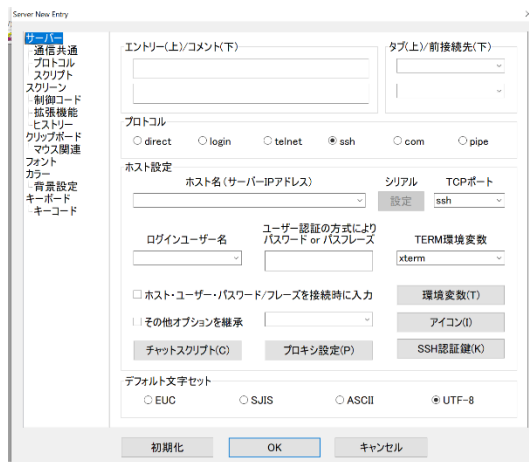 Server New Entry
サーバー
通信共通
プロトコル
スクリプト
スクリーン
制御コード
拡張機能
ヒストリー
クリップボード
マウス関連
フォント
カラー
背景設定
キーボード
キーコード
エントリー(上)/コメント(下) タブ(上)/前接続先(下)
プロトコル
direct login telnet ssh com pipe
ホスト設定
ホスト名(サーバーIPアドレス) シリアル TCPポート
設定 ssh
ログインユーザー名 ユーザー認証の方式により
パスワード or パスフレーズ TERM環境変数
xterm
ホスト・ユーザー・パスワード/フレーズを接続時に入力 環境変数(T)
その他オプションを継承 アイコン(I)
チャットスクリプト(C) プロキシ設定(P) SSH認証鍵(K)
デフォルト文字セット
EUC SJIS ASCII UTF-8
初期化 OK キャンセル